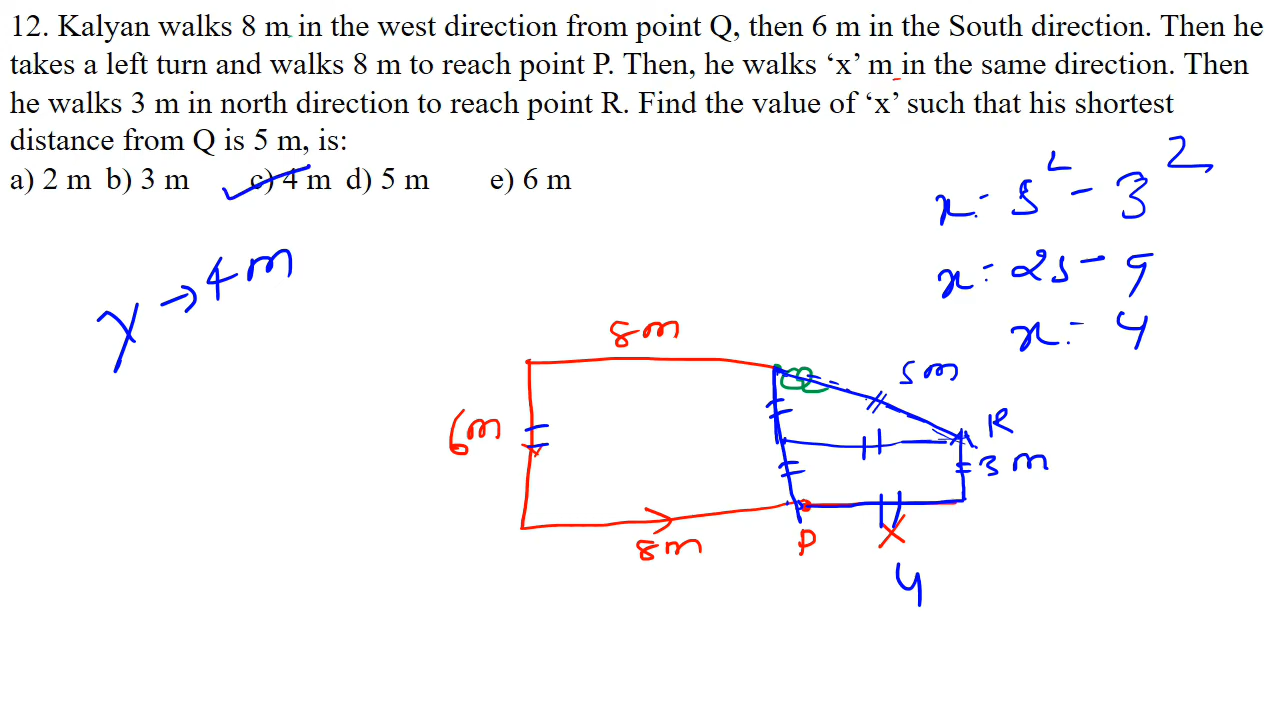 12. Kalyan walks 8 m in the west direction from point Q, then 6 m in the South direction. Then he
takes a left turn and walks 8 m to reach point P. Then, he walks ‘x’ m in the same direction. Then
he walks 3 m in north direction to reach point R. Find the value of ‘x’ such that his shortest
distance from Q is 5 m, is:
a) 2 m b) 3 m c) 4 m d) 5 m e) 6 m
x = 5² - 3²
x = 25 - 9
x = 4
x → 4 m
8m
5m
6m
R
3 m
8m
P
x
4